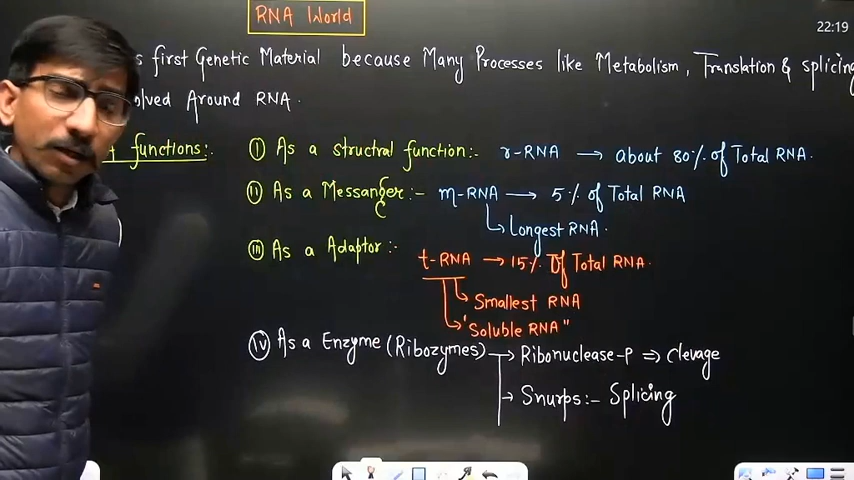 RNA World
22:19
s first Genetic Material because Many Processes like Metabolism, Translation & splicing
olved Around RNA.
functions:.
(i) As a structral function:- r-RNA → about 80% of Total RNA.
(ii) As a Messanger:- m-RNA → 5% of Total RNA
Longest RNA.
(iii) As a Adaptor:- t-RNA → 15% Of Total RNA.
Smallest RNA
"Soluble RNA"
(iv) As a Enzyme (Ribozymes) → Ribonuclease-P ⇒ Clevage
→ Snurps:- Splicing